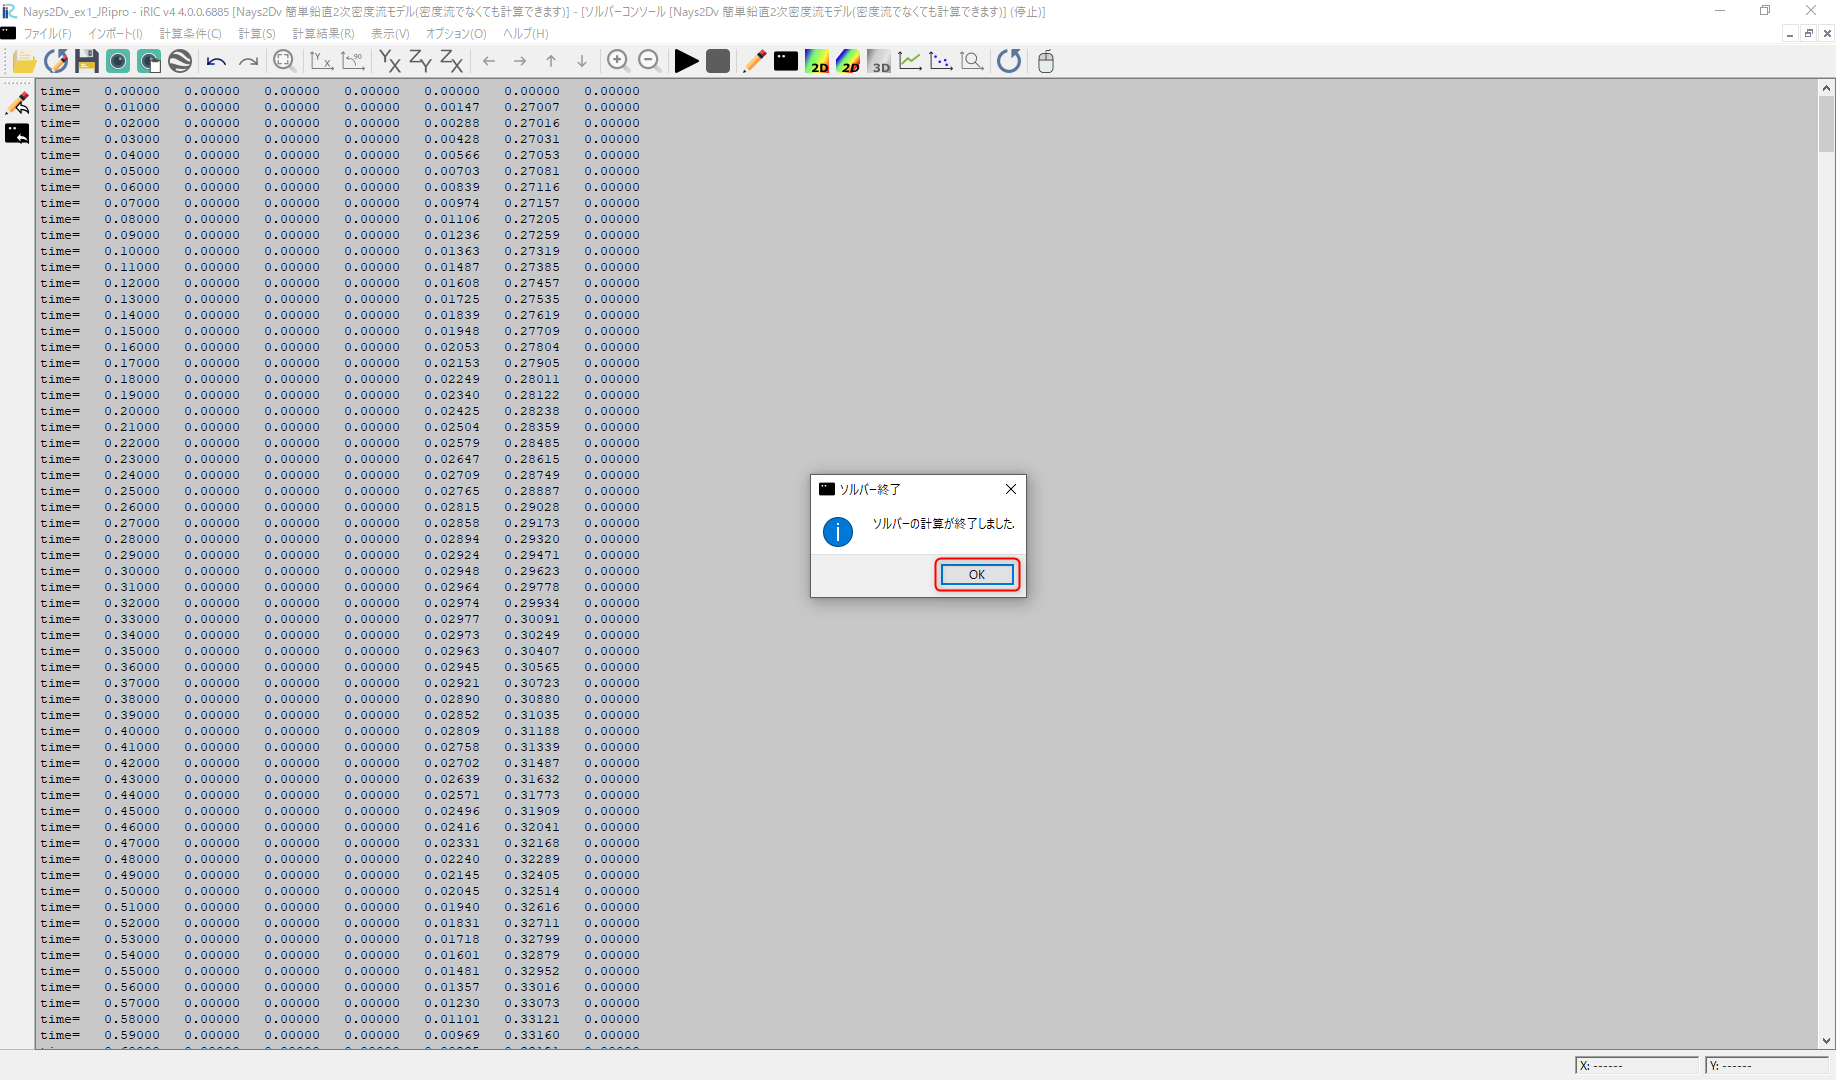 Nays2Dv_ex1_JRipro - iRIC v4 4.0.0.6885 [Nays2Dv 簡単鉛直2次密度流モデル(密度流でなくても計算できます)] - [ソルバーコンソール [Nays2Dv 簡単鉛直2次密度流モデル(密度流でなくても計算できます)] (停止)]
ファイル(F) インポート(I) 計算条件(C) 計算(S) 計算結果(R) 表示(V) オプション(O) ヘルプ(H)
time= 0.00000 0.00000 0.00000 0.00000 0.00000 0.00000 0.00000
time= 0.01000 0.00000 0.00000 0.00000 0.00147 0.27007 0.00000
time= 0.02000 0.00000 0.00000 0.00000 0.00288 0.27016 0.00000
time= 0.03000 0.00000 0.00000 0.00000 0.00428 0.27031 0.00000
time= 0.04000 0.00000 0.00000 0.00000 0.00566 0.27053 0.00000
time= 0.05000 0.00000 0.00000 0.00000 0.00703 0.27081 0.00000
time= 0.06000 0.00000 0.00000 0.00000 0.00839 0.27116 0.00000
time= 0.07000 0.00000 0.00000 0.00000 0.00974 0.27157 0.00000
time= 0.08000 0.00000 0.00000 0.00000 0.01106 0.27205 0.00000
time= 0.09000 0.00000 0.00000 0.00000 0.01236 0.27259 0.00000
time= 0.10000 0.00000 0.00000 0.00000 0.01363 0.27319 0.00000
time= 0.11000 0.00000 0.00000 0.00000 0.01487 0.27385 0.00000
time= 0.12000 0.00000 0.00000 0.00000 0.01608 0.27457 0.00000
time= 0.13000 0.00000 0.00000 0.00000 0.01725 0.27535 0.00000
time= 0.14000 0.00000 0.00000 0.00000 0.01839 0.27619 0.00000
time= 0.15000 0.00000 0.00000 0.00000 0.01948 0.27709 0.00000
time= 0.16000 0.00000 0.00000 0.00000 0.02053 0.27804 0.00000
time= 0.17000 0.00000 0.00000 0.00000 0.02153 0.27905 0.00000
time= 0.18000 0.00000 0.00000 0.00000 0.02249 0.28011 0.00000
time= 0.19000 0.00000 0.00000 0.00000 0.02340 0.28122 0.00000
time= 0.20000 0.00000 0.00000 0.00000 0.02425 0.28238 0.00000
time= 0.21000 0.00000 0.00000 0.00000 0.02504 0.28359 0.00000
time= 0.22000 0.00000 0.00000 0.00000 0.02579 0.28485 0.00000
time= 0.23000 0.00000 0.00000 0.00000 0.02647 0.28615 0.00000
time= 0.24000 0.00000 0.00000 0.00000 0.02709 0.28749 0.00000
time= 0.25000 0.00000 0.00000 0.00000 0.02765 0.28887 0.00000
time= 0.26000 0.00000 0.00000 0.00000 0.02815 0.29028 0.00000
time= 0.27000 0.00000 0.00000 0.00000 0.02858 0.29173 0.00000
time= 0.28000 0.00000 0.00000 0.00000 0.02894 0.29320 0.00000
time= 0.29000 0.00000 0.00000 0.00000 0.02924 0.29471 0.00000
time= 0.30000 0.00000 0.00000 0.00000 0.02948 0.29623 0.00000
time= 0.31000 0.00000 0.00000 0.00000 0.02964 0.29778 0.00000
time= 0.32000 0.00000 0.00000 0.00000 0.02974 0.29934 0.00000
time= 0.33000 0.00000 0.00000 0.00000 0.02977 0.30091 0.00000
time= 0.34000 0.00000 0.00000 0.00000 0.02973 0.30249 0.00000
time= 0.35000 0.00000 0.00000 0.00000 0.02963 0.30407 0.00000
time= 0.36000 0.00000 0.00000 0.00000 0.02945 0.30565 0.00000
time= 0.37000 0.00000 0.00000 0.00000 0.02921 0.30723 0.00000
time= 0.38000 0.00000 0.00000 0.00000 0.02890 0.30880 0.00000
time= 0.39000 0.00000 0.00000 0.00000 0.02852 0.31035 0.00000
time= 0.40000 0.00000 0.00000 0.00000 0.02809 0.31188 0.00000
time= 0.41000 0.00000 0.00000 0.00000 0.02758 0.31339 0.00000
time= 0.42000 0.00000 0.00000 0.00000 0.02702 0.31487 0.00000
time= 0.43000 0.00000 0.00000 0.00000 0.02639 0.31632 0.00000
time= 0.44000 0.00000 0.00000 0.00000 0.02571 0.31773 0.00000
time= 0.45000 0.00000 0.00000 0.00000 0.02496 0.31909 0.00000
time= 0.46000 0.00000 0.00000 0.00000 0.02416 0.32041 0.00000
time= 0.47000 0.00000 0.00000 0.00000 0.02331 0.32168 0.00000
time= 0.48000 0.00000 0.00000 0.00000 0.02240 0.32289 0.00000
time= 0.49000 0.00000 0.00000 0.00000 0.02145 0.32405 0.00000
time= 0.50000 0.00000 0.00000 0.00000 0.02045 0.32514 0.00000
time= 0.51000 0.00000 0.00000 0.00000 0.01940 0.32616 0.00000
time= 0.52000 0.00000 0.00000 0.00000 0.01831 0.32711 0.00000
time= 0.53000 0.00000 0.00000 0.00000 0.01718 0.32799 0.00000
time= 0.54000 0.00000 0.00000 0.00000 0.01601 0.32879 0.00000
time= 0.55000 0.00000 0.00000 0.00000 0.01481 0.32952 0.00000
time= 0.56000 0.00000 0.00000 0.00000 0.01357 0.33016 0.00000
time= 0.57000 0.00000 0.00000 0.00000 0.01230 0.33073 0.00000
time= 0.58000 0.00000 0.00000 0.00000 0.01101 0.33121 0.00000
time= 0.59000 0.00000 0.00000 0.00000 0.00969 0.33160 0.00000
ソルバー終了
ソルバーの計算が終了しました.
OK
X: ------
Y: ------